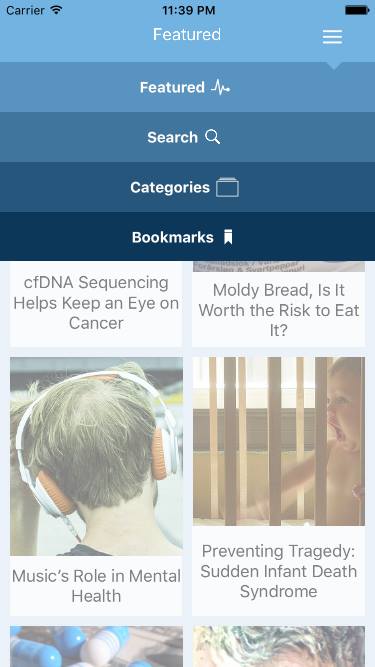 Carrier 11:39 PM
Featured
Featured
Search
Categories
Bookmarks
cfDNA Sequencing
Helps Keep an Eye on
Cancer
Moldy Bread, Is It
Worth the Risk to Eat
It?
Music's Role in Mental
Health
Preventing Tragedy:
Sudden Infant Death
Syndrome